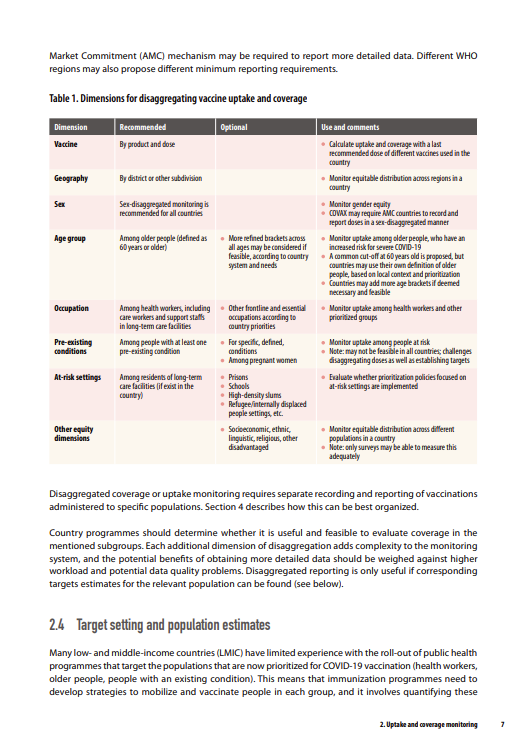 Market Commitment (AMC) mechanism may be required to report more detailed data. Different WHO
regions may also propose different minimum reporting requirements.
Table 1. Dimensions for disaggregating vaccine uptake and coverage
Dimension Recommended Optional Use and comments
Vaccine By product and dose • Calculate uptake and coverage with a last
recommended dose of different vaccines used in the
country
Geography By district or other subdivision • Monitor equitable distribution across regions in a
country
Sex Sex-disaggregated monitoring is • Monitor gender equity
recommended for all countries • COVAX may require AMC countries to record and
report doses in a sex-disaggregated manner
Age group Among older people (defined as • More refined brackets across • Monitor uptake among older people, who have an
60 years or older) all ages may be considered if increased risk for severe COVID-19
feasible, according to country • A common cut-off at 60 years old is proposed, but
system and needs countries may use their own definition of older
people, based on local context and prioritization
• Countries may add more age brackets if deemed
necessary and feasible
Occupation Among health workers, including • Other frontline and essential • Monitor uptake among health workers and other
care workers and support staffs occupations according to prioritized groups
in long-term care facilities country priorities
Pre-existing Among people with at least one • For specific, defined, • Monitor uptake among people at risk
conditions pre-existing condition conditions • Note: may not be feasible in all countries; challenges
• Among pregnant women disaggregating doses as well as establishing targets
At-risk settings Among residents of long-term • Prisons • Evaluate whether prioritization policies focused on
care facilities (if exist in the • Schools at-risk settings are implemented
country) • High-density slums
• Refugee/internally displaced
people settings, etc.
Other equity • Socioeconomic, ethnic, • Monitor equitable distribution across different
dimensions linguistic, religious, other populations in a country
disadvantaged • Note: only surveys may be able to measure this
adequately
Disaggregated coverage or uptake monitoring requires separate recording and reporting of vaccinations
administered to specific populations. Section 4 describes how this can be best organized.
Country programmes should determine whether it is useful and feasible to evaluate coverage in the
mentioned subgroups. Each additional dimension of disaggregation adds complexity to the monitoring
system, and the potential benefits of obtaining more detailed data should be weighed against higher
workload and potential data quality problems. Disaggregated reporting is only useful if corresponding
targets estimates for the relevant population can be found (see below).
2.4 Target setting and population estimates
Many low- and middle-income countries (LMIC) have limited experience with the roll-out of public health
programmes that target the populations that are now prioritized for COVID-19 vaccination (health workers,
older people, people with an existing condition). This means that immunization programmes need to
develop strategies to mobilize and vaccinate people in each group, and it involves quantifying these
2. Uptake and coverage monitoring 7